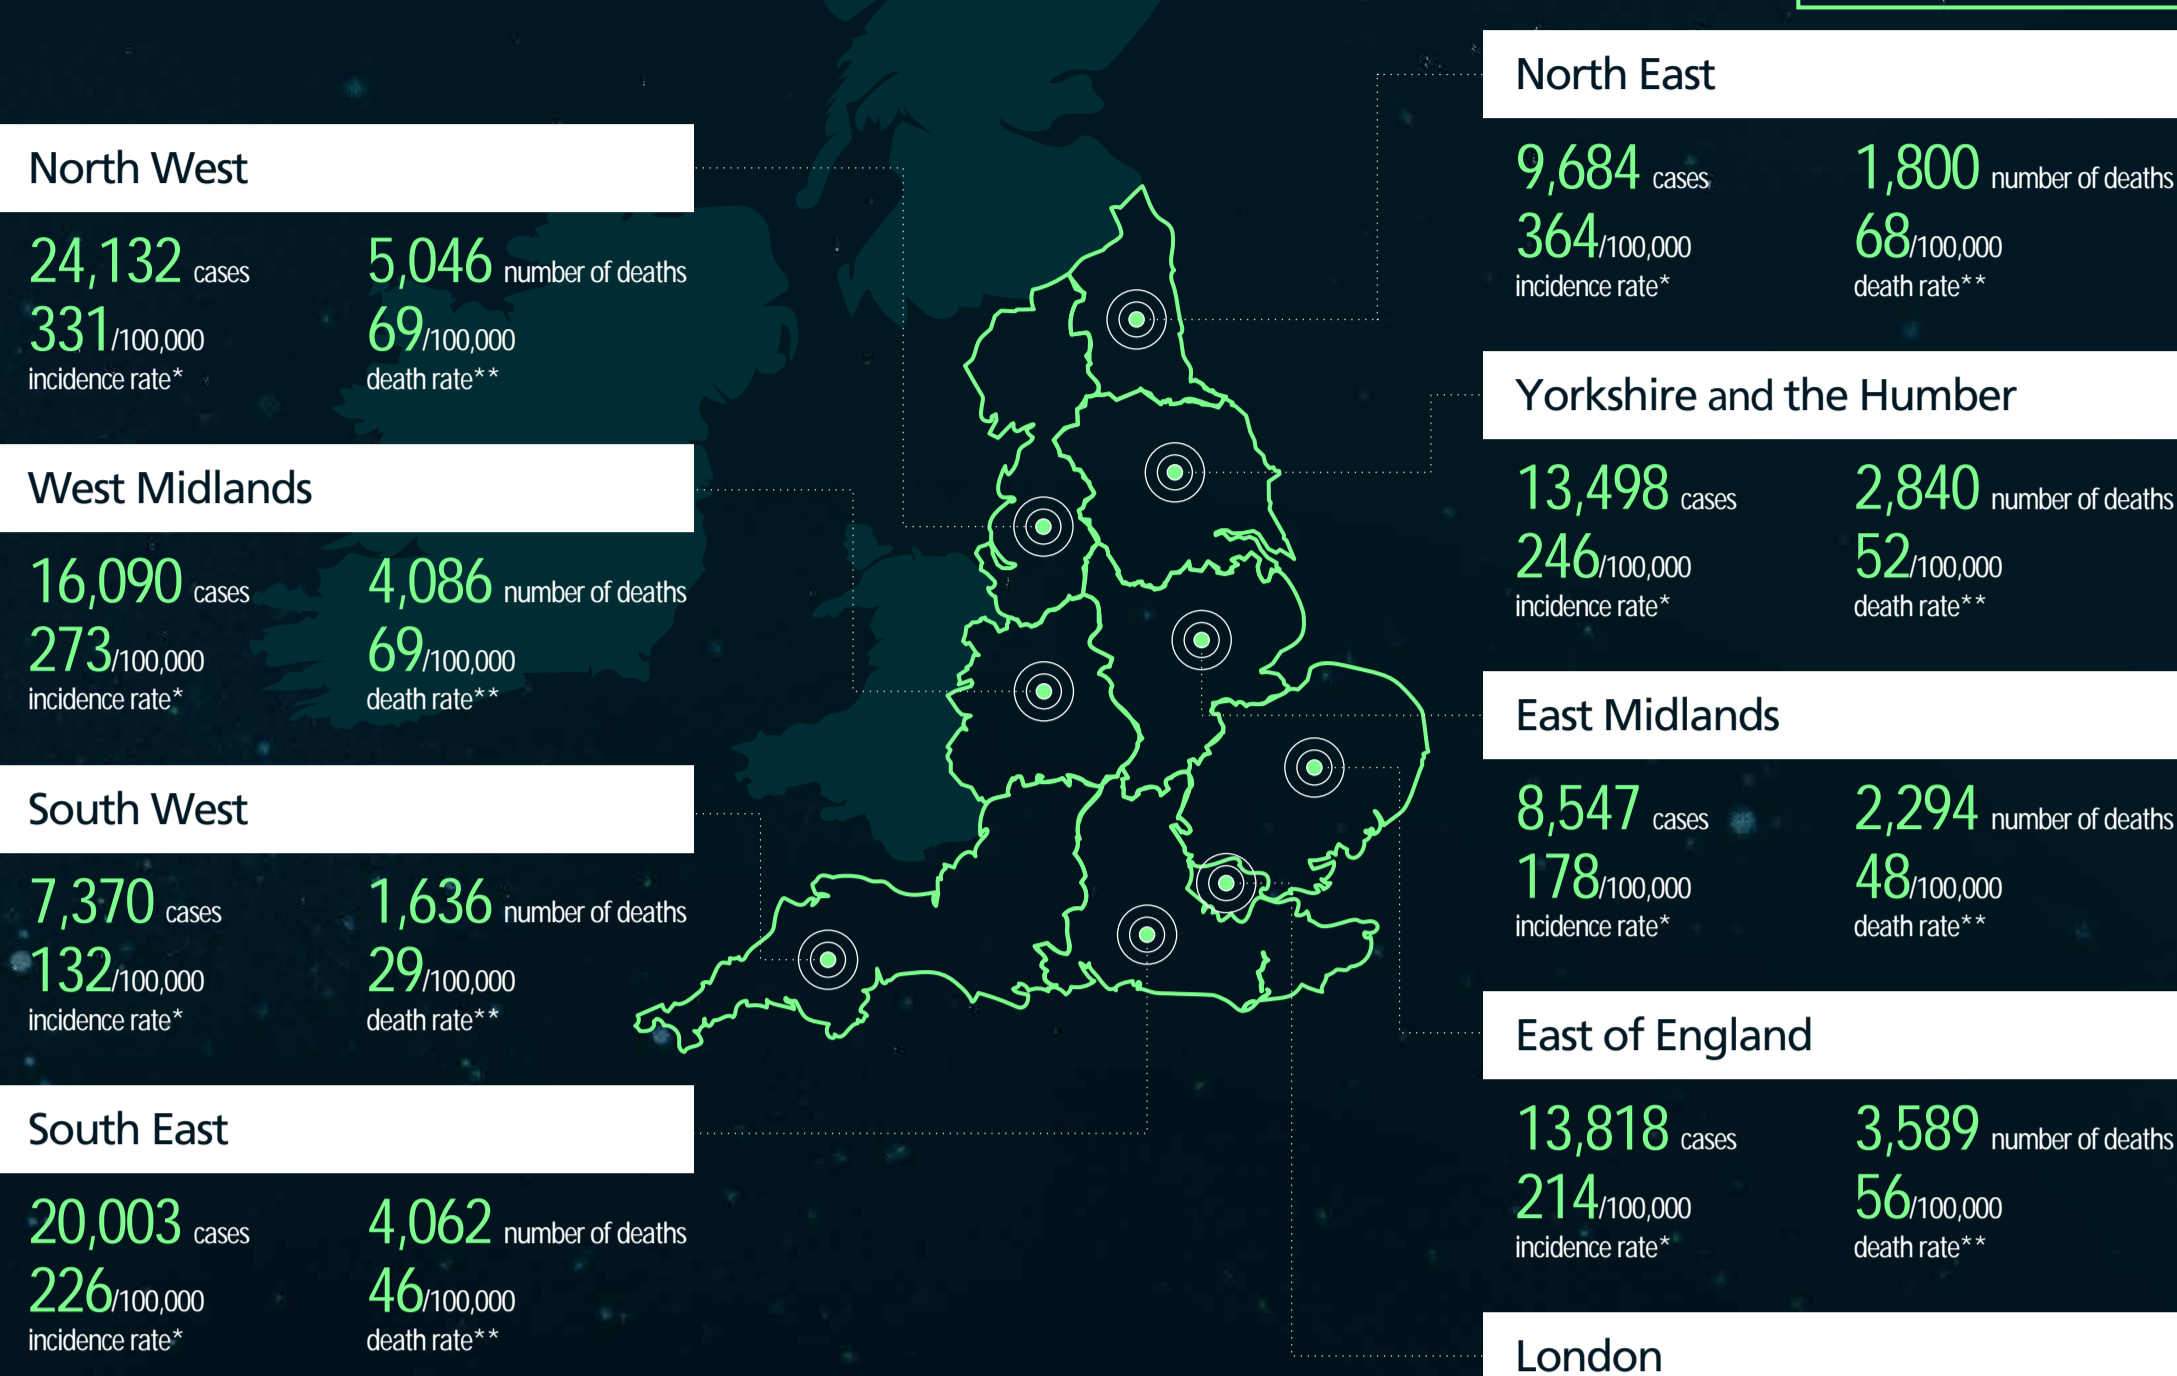 North West
24,132 cases 5,046 number of deaths
331/100,000 69/100,000
incidence rate* death rate**
West Midlands
16,090 cases 4,086 number of deaths
273/100,000 69/100,000
incidence rate* death rate**
South West
7,370 cases 1,636 number of deaths
132/100,000 29/100,000
incidence rate* death rate**
South East
20,003 cases 4,062 number of deaths
226/100,000 46/100,000
incidence rate* death rate**
North East
9,684 cases 1,800 number of deaths
364/100,000 68/100,000
incidence rate* death rate**
Yorkshire and the Humber
13,498 cases 2,840 number of deaths
246/100,000 52/100,000
incidence rate* death rate**
East Midlands
8,547 cases 2,294 number of deaths
178/100,000 48/100,000
incidence rate* death rate**
East of England
13,818 cases 3,589 number of deaths
214/100,000 56/100,000
incidence rate* death rate**
London